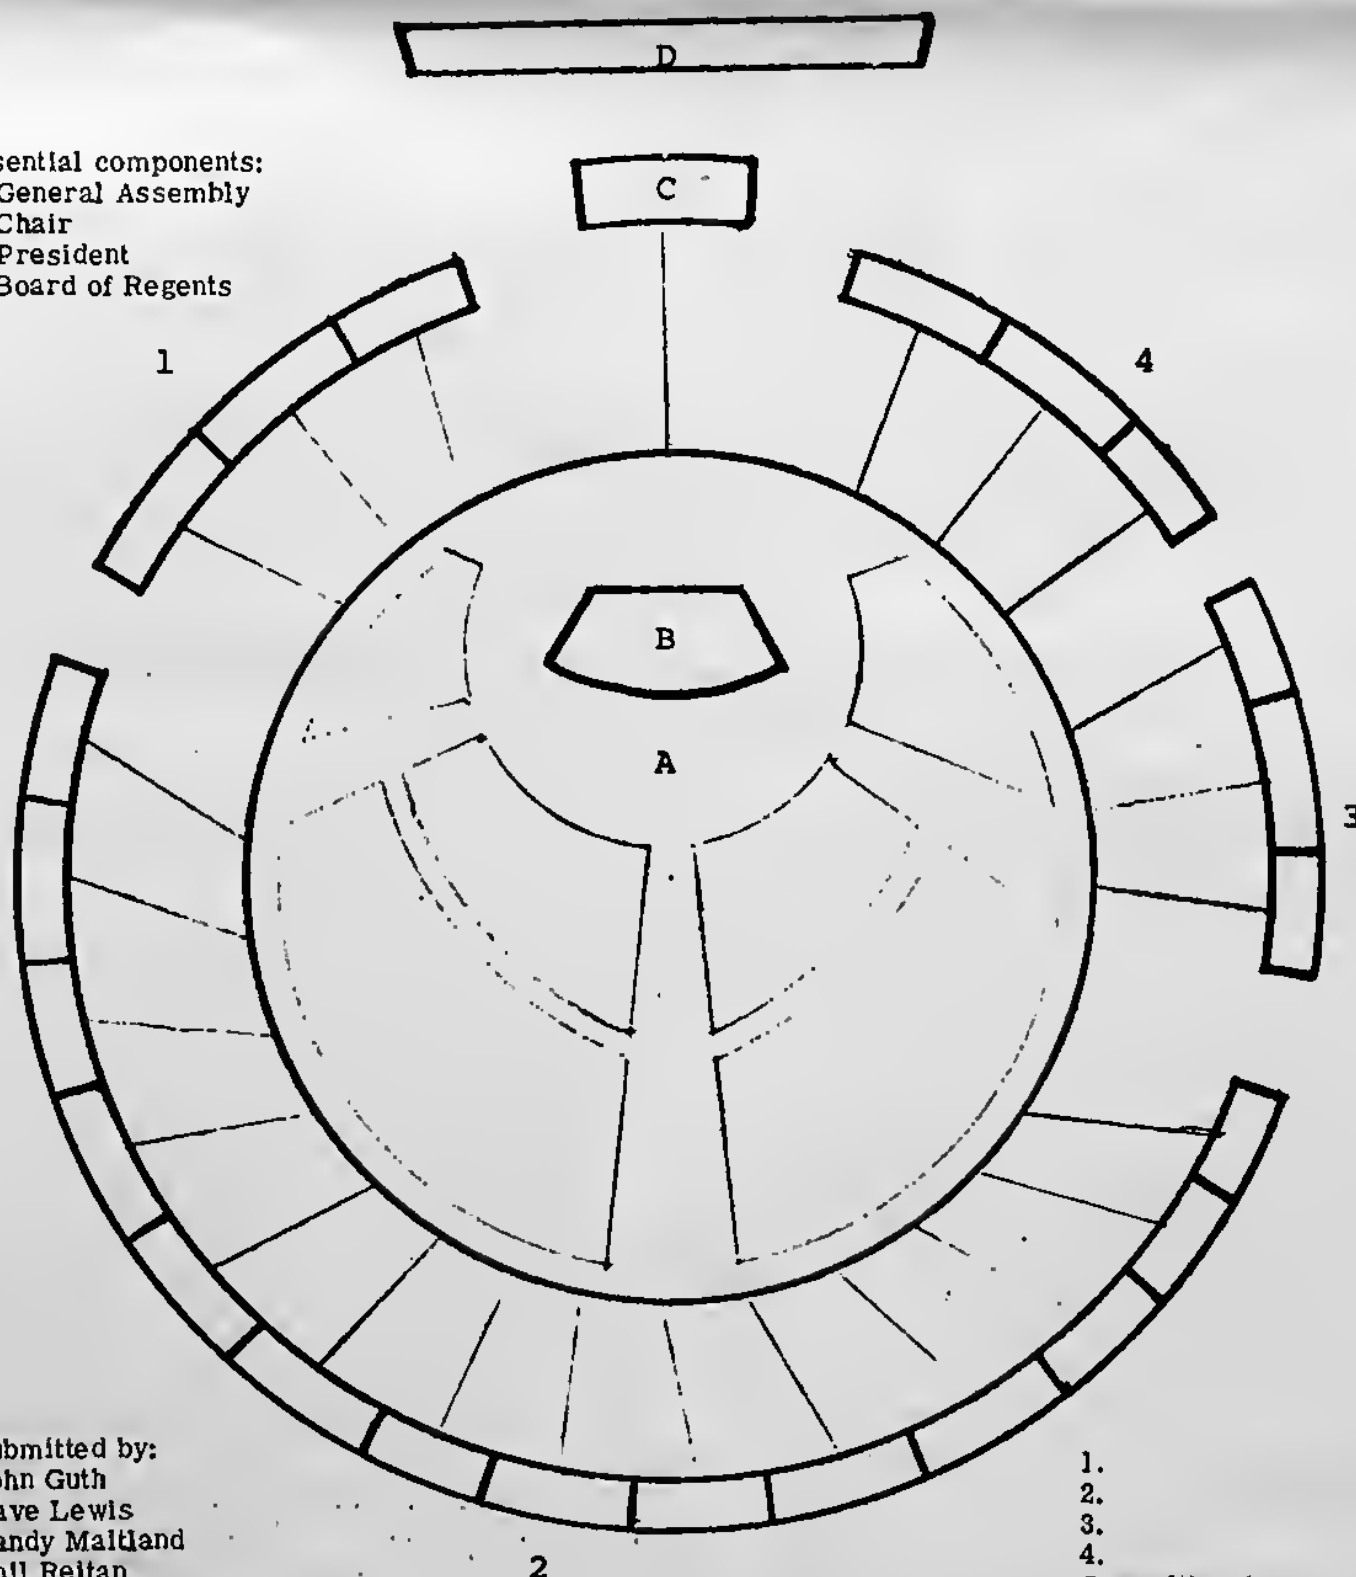 D
C
sential components:
General Assembly
Chair
President
Board of Regents
1
4
B
A
3
ubmitted by:
ohn Guth
ave Lewis
andy Maitland
Reitan
2
1.
2.
3.
4.